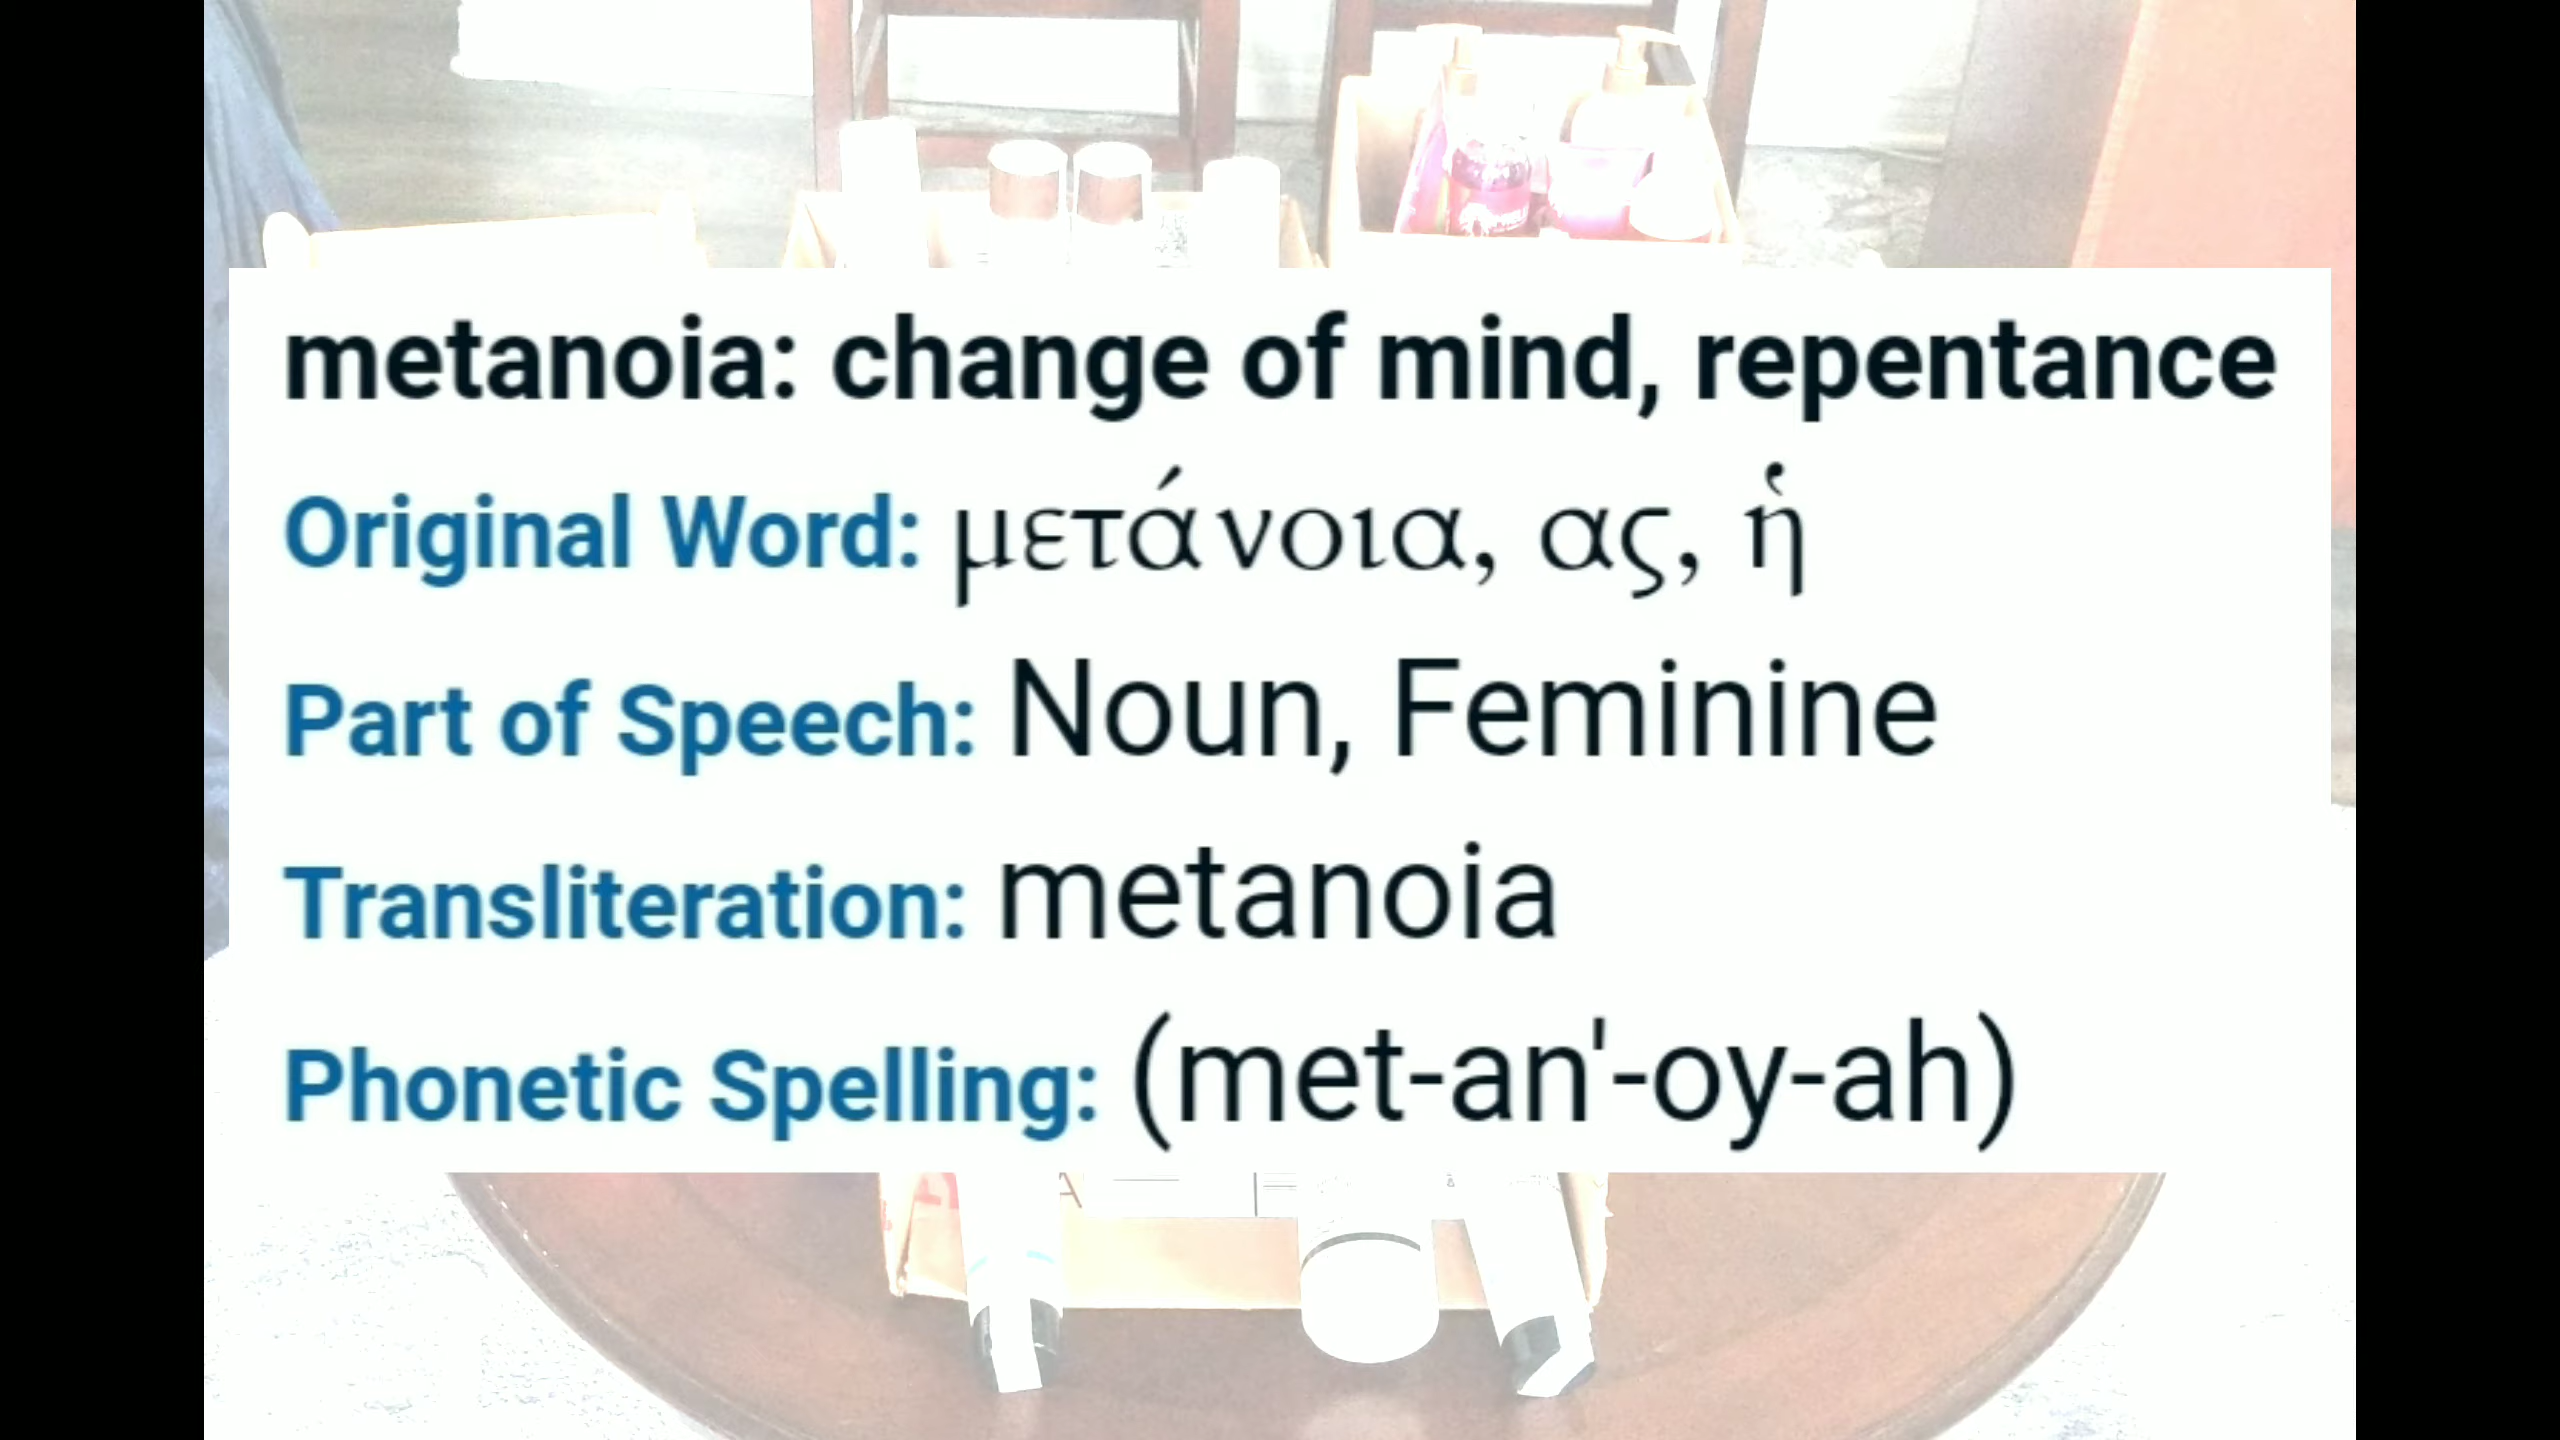 metanoia: change of mind, repentance
Original Word: μετάνοια, ας, ἡ
Part of Speech: Noun, Feminine
Transliteration: metanoia
Phonetic Spelling: (met-an'-oy-ah)